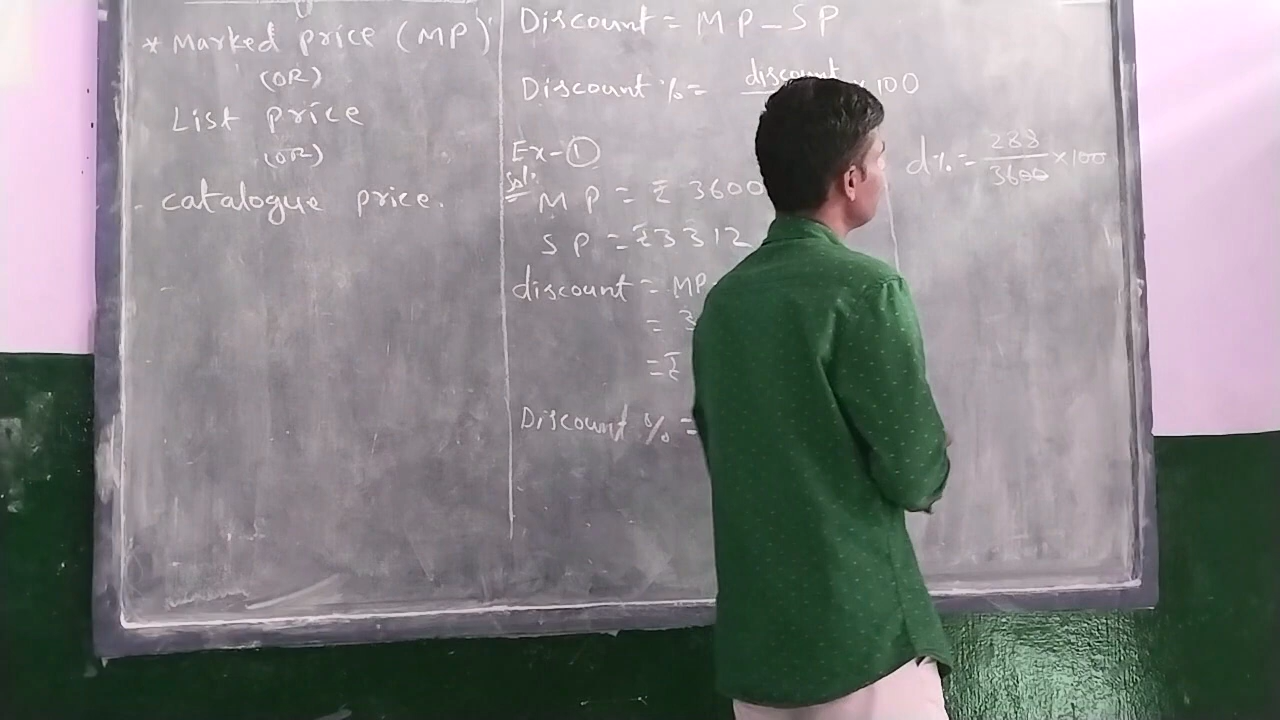 * Marked price (MP)
(OR)
List price
(OR)
catalogue price.
Discount = MP - SP
Discount % = discount × 100
Ex-①
Sol:
MP = ₹ 3600
SP = ₹3312
discount = MP
= 3
= ₹
Discount % =
d% = 288/3600 × 100